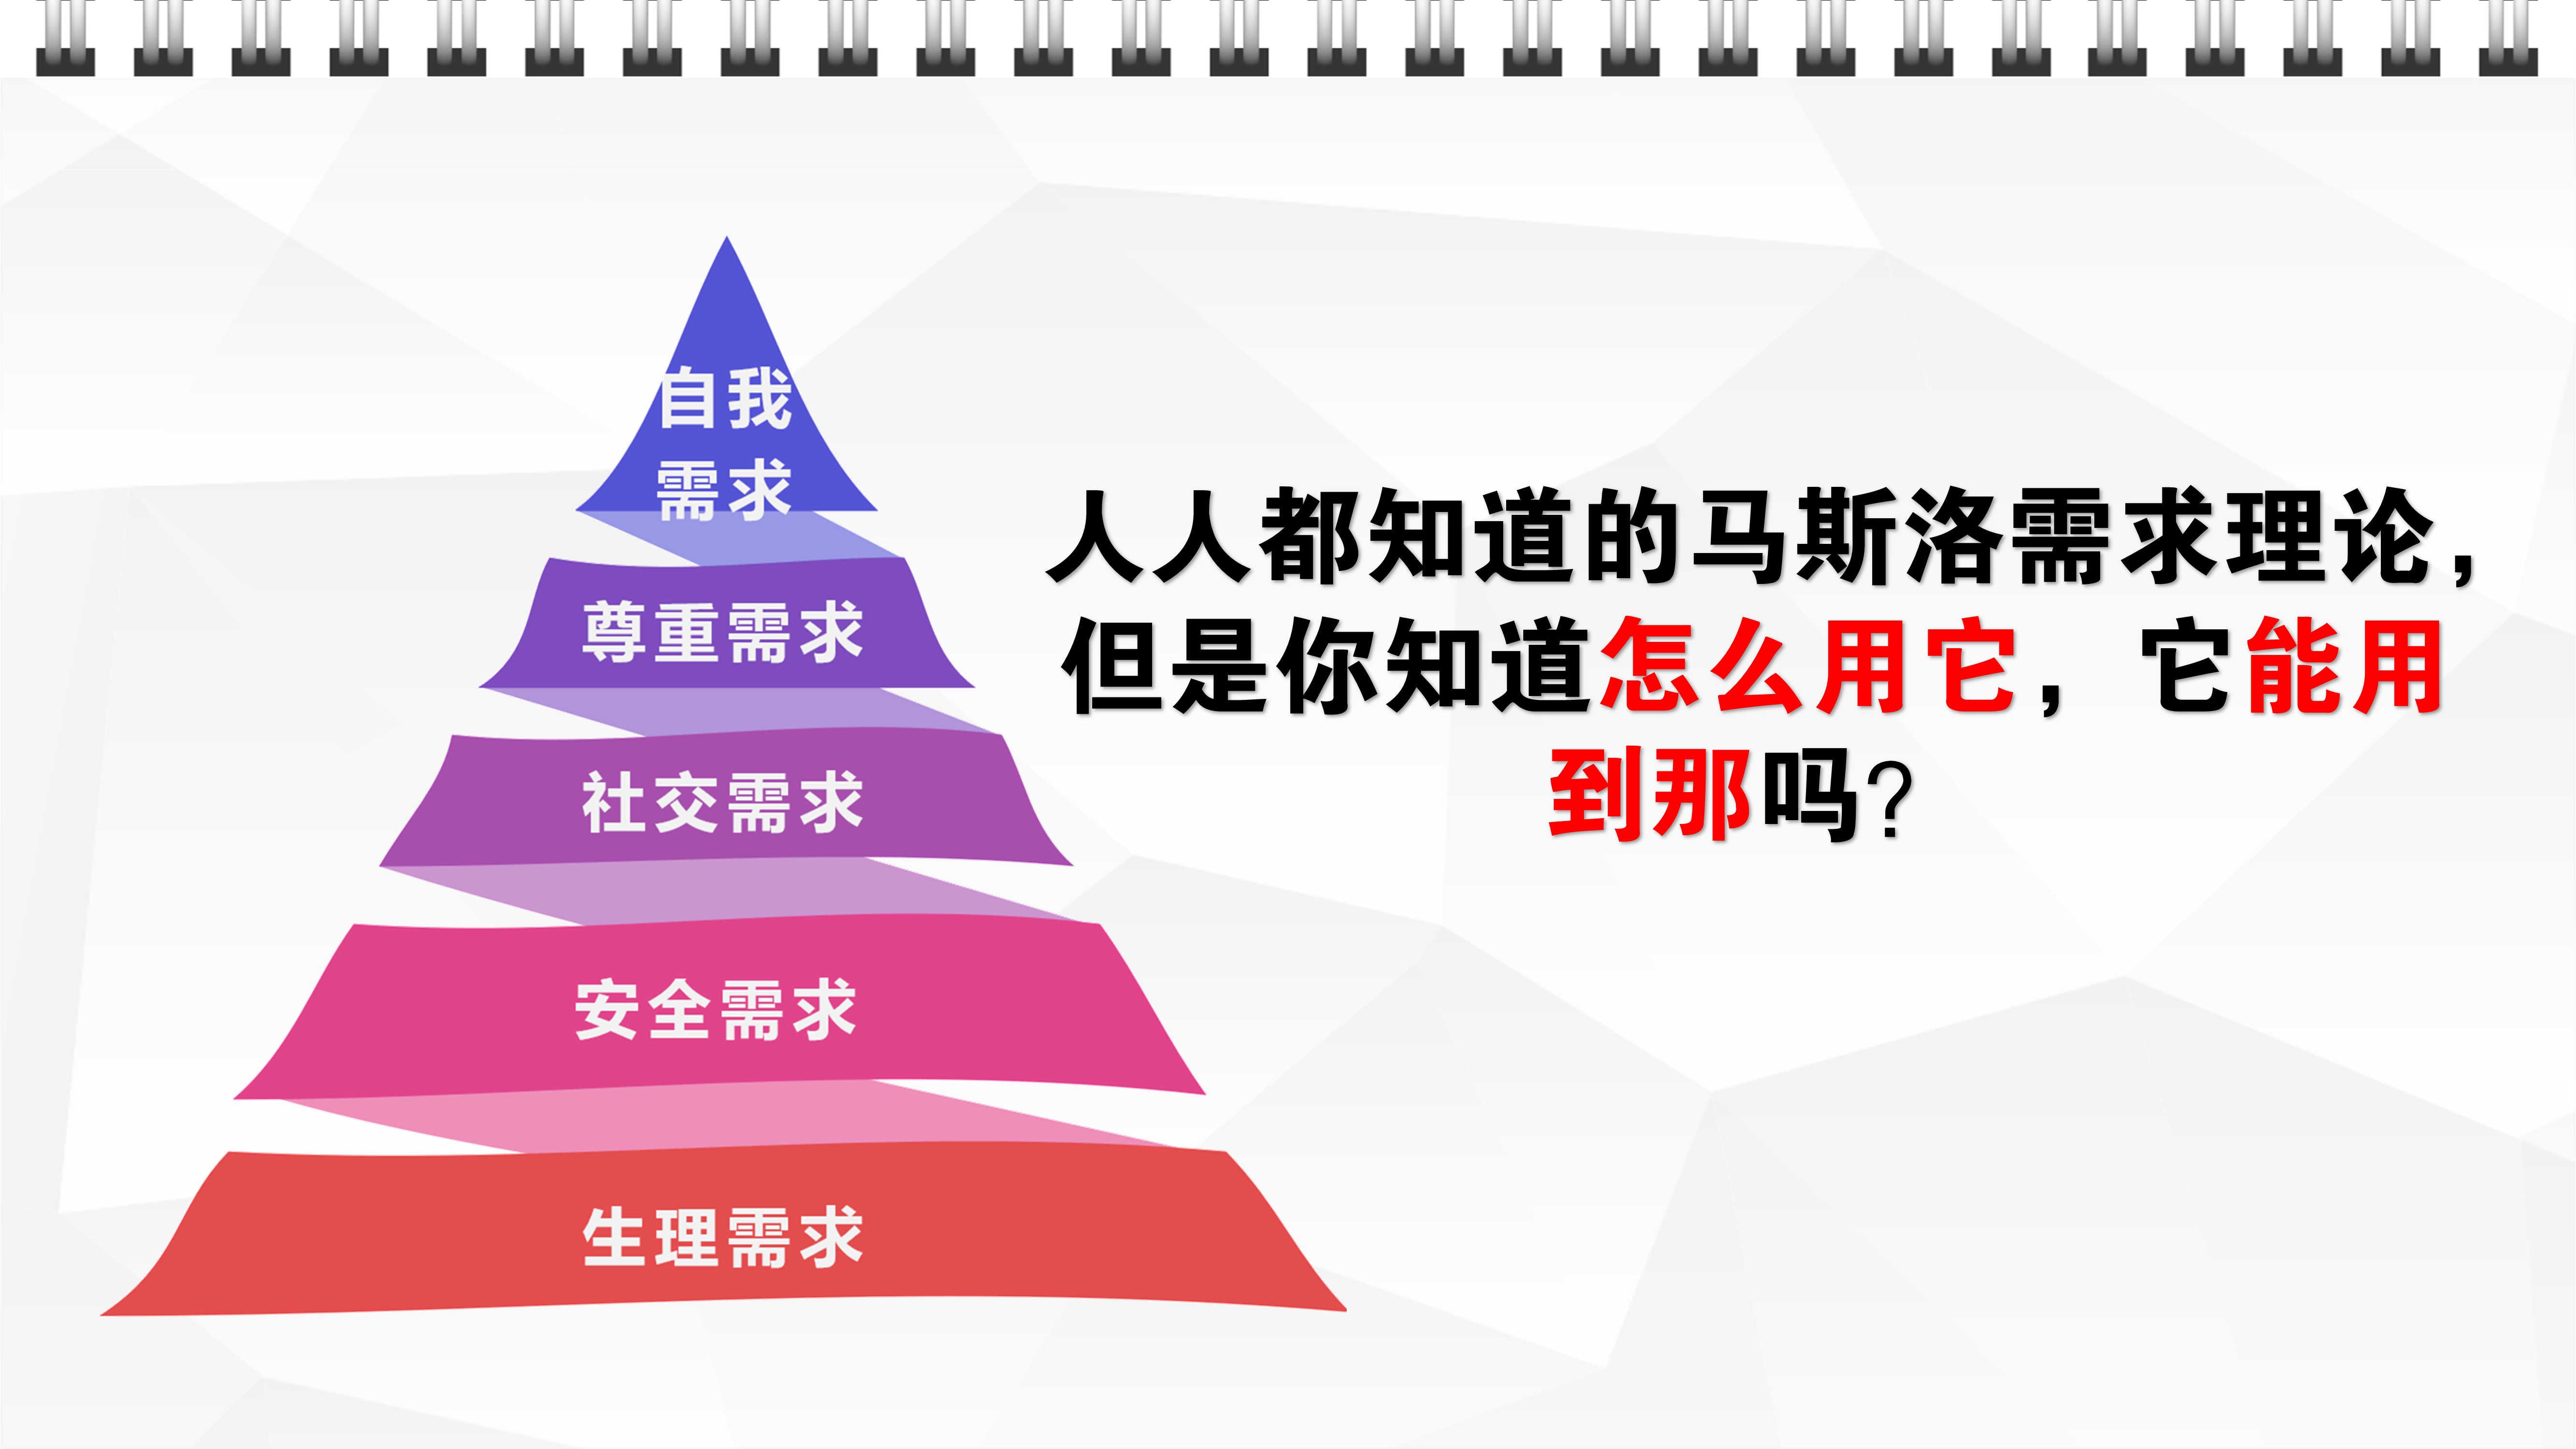 自我
需求
尊重需求
社交需求
安全需求
生理需求
人人都知道的马斯洛需求理论，
但是你知道怎么用它，它能用
到那吗？